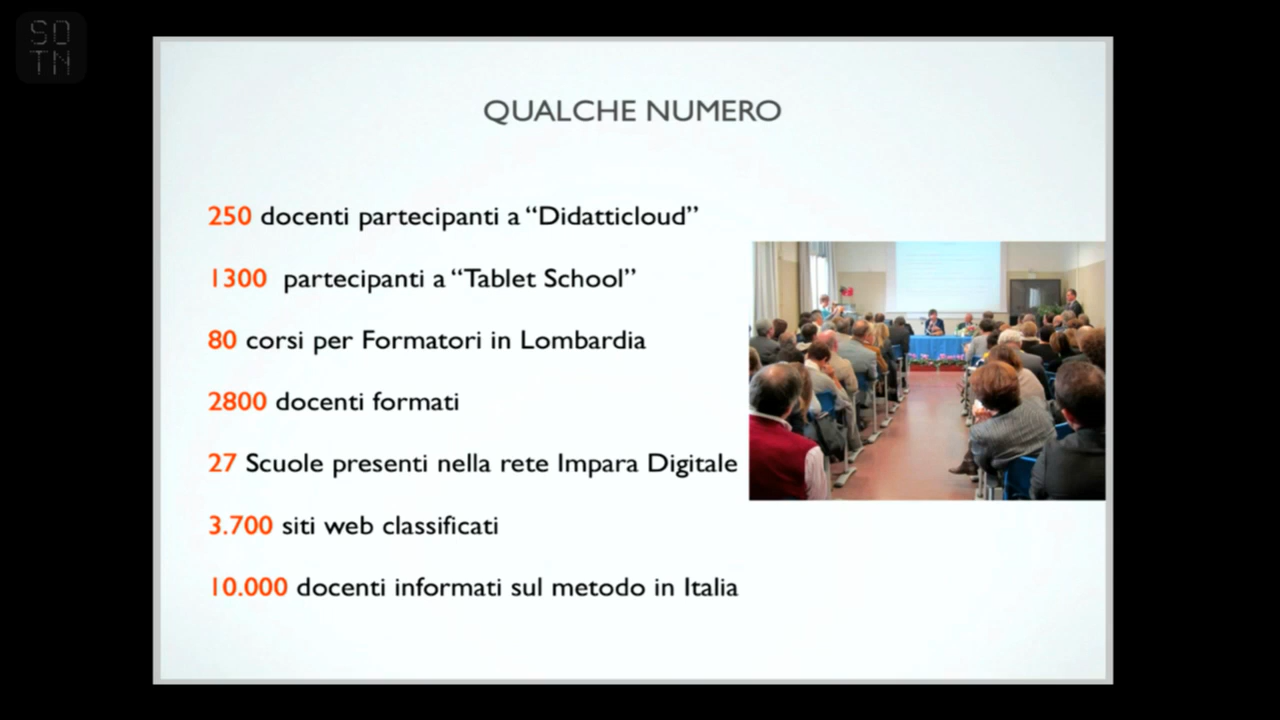 SO
TN
QUALCHE NUMERO
250 docenti partecipanti a “Didatticloud”
1300 partecipanti a “Tablet School”
80 corsi per Formatori in Lombardia
2800 docenti formati
27 Scuole presenti nella rete Impara Digitale
3.700 siti web classificati
10.000 docenti informati sul metodo in Italia